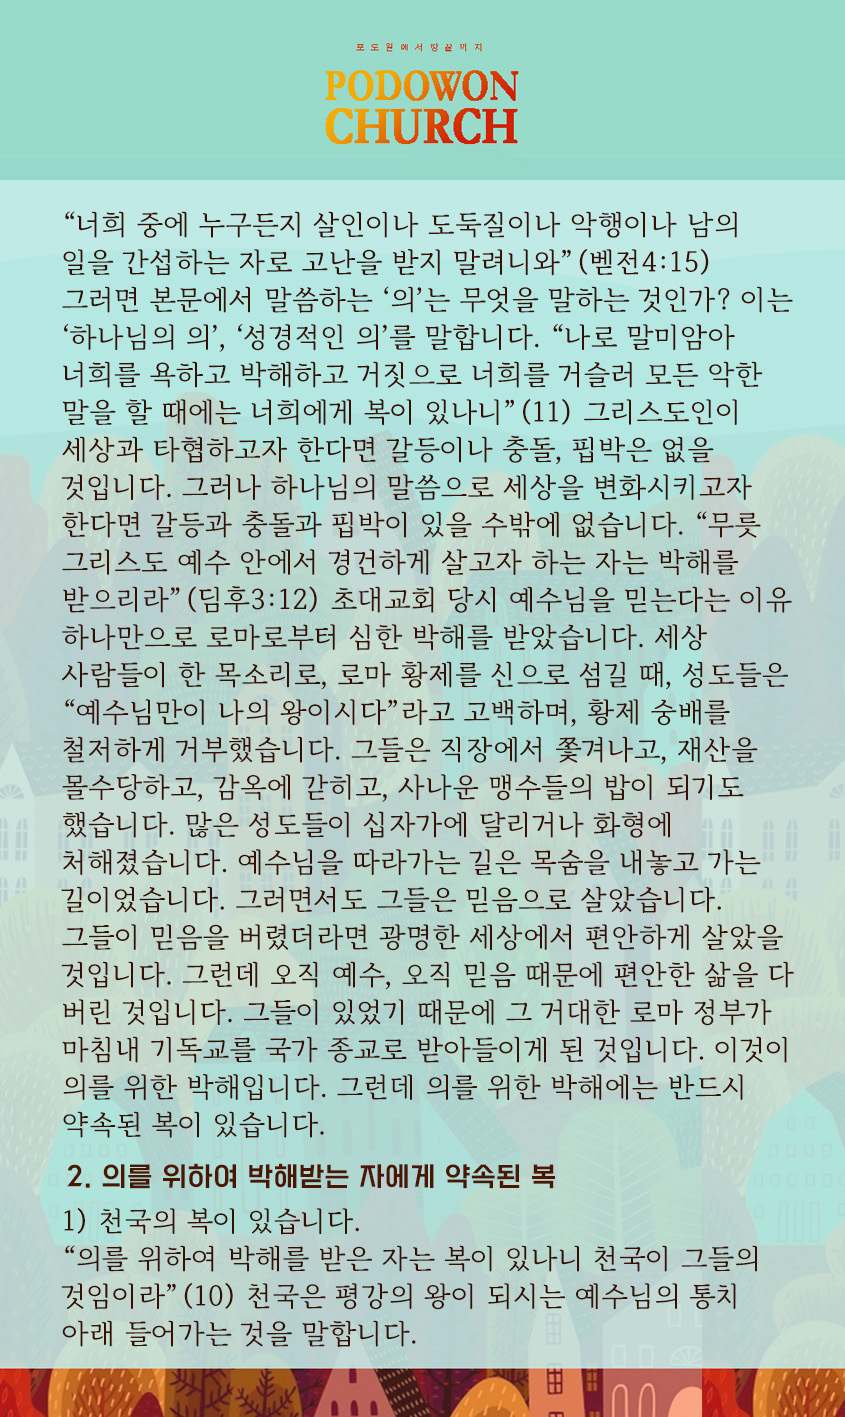 포도원에서땅끝까지
PODOWON
CHURCH
“너희 중에 누구든지 살인이나 도둑질이나 악행이나 남의
일을 간섭하는 자로 고난을 받지 말려니와”(벧전4:15)
그러면 본문에서 말씀하는 ‘의’는 무엇을 말하는 것인가? 이는
‘하나님의 의’, ‘성경적인 의’를 말합니다. “나로 말미암아
너희를 욕하고 박해하고 거짓으로 너희를 거슬러 모든 악한
말을 할 때에는 너희에게 복이 있나니”(11) 그리스도인이
세상과 타협하고자 한다면 갈등이나 충돌, 핍박은 없을
것입니다. 그러나 하나님의 말씀으로 세상을 변화시키고자
한다면 갈등과 충돌과 핍박이 있을 수밖에 없습니다. “무릇
그리스도 예수 안에서 경건하게 살고자 하는 자는 박해를
받으리라”(딤후3:12) 초대교회 당시 예수님을 믿는다는 이유
하나만으로 로마로부터 심한 박해를 받았습니다. 세상
사람들이 한 목소리로, 로마 황제를 신으로 섬길 때, 성도들은
“예수님만이 나의 왕이시다”라고 고백하며, 황제 숭배를
철저하게 거부했습니다. 그들은 직장에서 쫓겨나고, 재산을
몰수당하고, 감옥에 갇히고, 사나운 맹수들의 밥이 되기도
했습니다. 많은 성도들이 십자가에 달리거나 화형에
처해졌습니다. 예수님을 따라가는 길은 목숨을 내놓고 가는
길이었습니다. 그러면서도 그들은 믿음으로 살았습니다.
그들이 믿음을 버렸더라면 광명한 세상에서 편안하게 살았을
것입니다. 그런데 오직 예수, 오직 믿음 때문에 편안한 삶을 다
버린 것입니다. 그들이 있었기 때문에 그 거대한 로마 정부가
마침내 기독교를 국가 종교로 받아들이게 된 것입니다. 이것이
의를 위한 박해입니다. 그런데 의를 위한 박해에는 반드시
약속된 복이 있습니다.
2. 의를 위하여 박해받는 자에게 약속된 복
1) 천국의 복이 있습니다.
“의를 위하여 박해를 받은 자는 복이 있나니 천국이 그들의
것임이라”(10) 천국은 평강의 왕이 되시는 예수님의 통치
아래 들어가는 것을 말합니다.